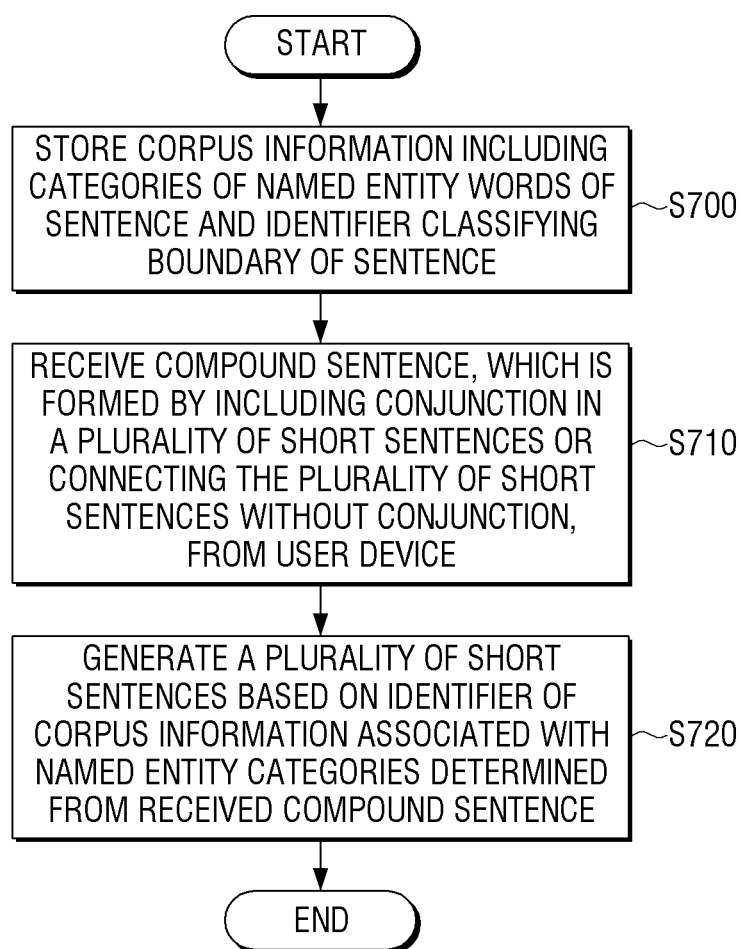 START
STORE CORPUS INFORMATION INCLUDING
CATEGORIES OF NAMED ENTITY WORDS OF
SENTENCE AND IDENTIFIER CLASSIFYING
BOUNDARY OF SENTENCE
S700
RECEIVE COMPOUND SENTENCE, WHICH IS
FORMED BY INCLUDING CONJUNCTION IN
A PLURALITY OF SHORT SENTENCES OR
CONNECTING THE PLURALITY OF SHORT
SENTENCES WITHOUT CONJUNCTION,
FROM USER DEVICE
S710
GENERATE A PLURALITY OF SHORT
SENTENCES BASED ON IDENTIFIER OF
CORPUS INFORMATION ASSOCIATED WITH
NAMED ENTITY CATEGORIES DETERMINED
FROM RECEIVED COMPOUND SENTENCE
S720
END